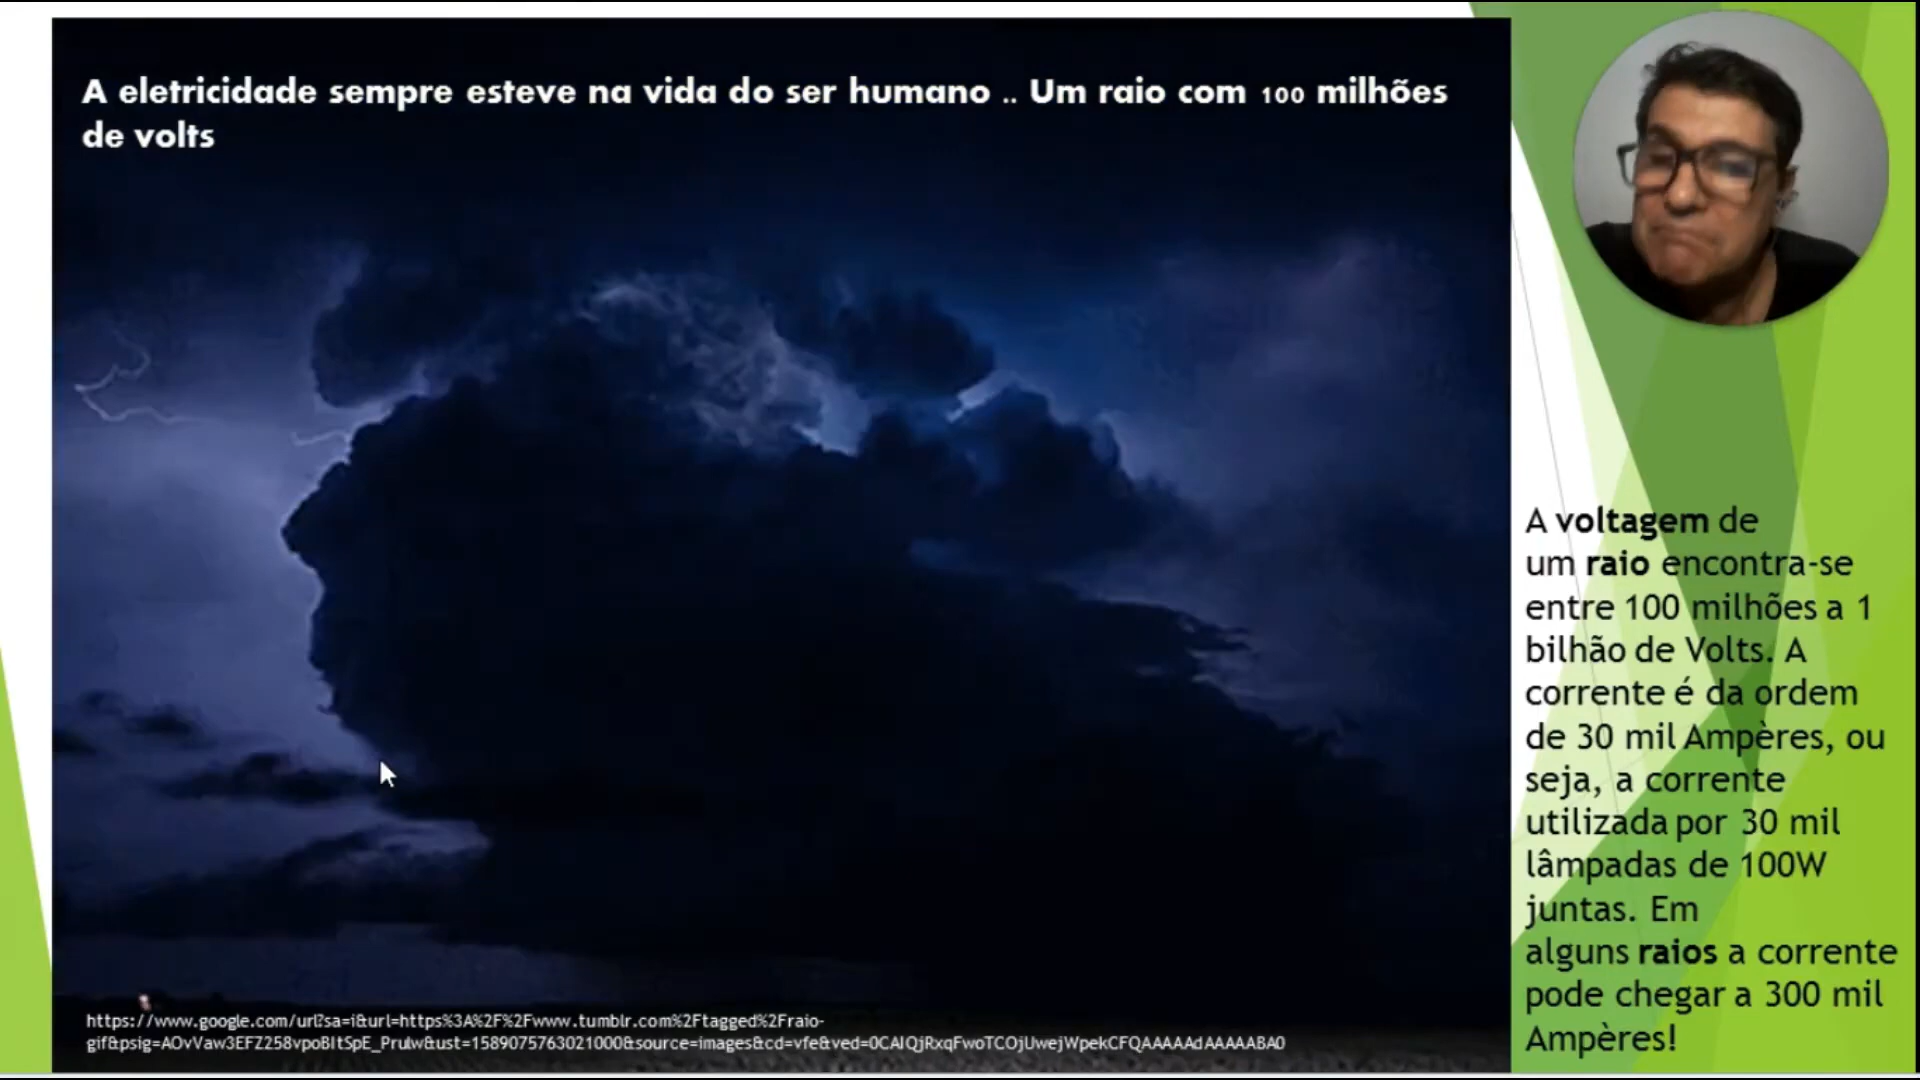 A eletricidade sempre esteve na vida do ser humano .. Um raio com 100 milhões
de volts
A voltagem de
um raio encontra-se
entre 100 milhões a 1
bilhão de Volts. A
corrente é da ordem
de 30 mil Ampères, ou
seja, a corrente
utilizada por 30 mil
lâmpadas de 100W
juntas. Em
alguns raios a corrente
pode chegar a 300 mil
Ampères!
https://www.google.com/url?sa=i&url=https%3A%2F%2Fwww.tumblr.com%2Ftagged%2Fraio-